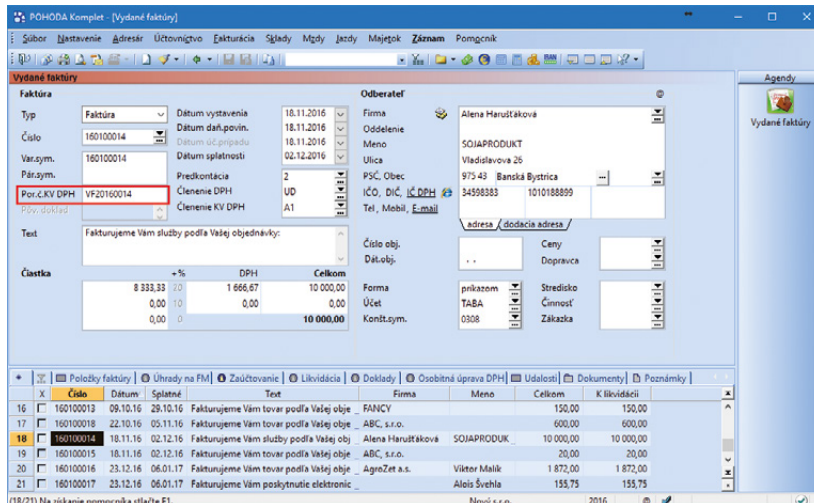 POHODA Komplet - [Vydané faktúry]
Súbor Nastavenie Adresár Účtovníctvo Fakturácia Sklady Mzdy Jazdy Majetok Záznam Pomocník
Vydané faktúry
Agendy
Vydané faktúry
Faktúra
Typ Faktúra
Číslo 160100014
Var.sym. 160100014
Pár.sym.
Por.č.KV DPH VF20160014
Rôv. doklad
Dátum vystavenia 18.11.2016
Dátum daň.povin. 18.11.2016
Dátum úč.prípadu 18.11.2016
Dátum splatnosti 02.12.2016
Predkontácia 2
Členenie DPH UD
Členenie KV DPH A1
Text Fakturujeme Vám služby podľa Vašej objednávky:
Čiastka +% DPH Celkom
8 333,33 20 1 666,67 10 000,00
0,00 10 0,00 0,00
0,00 0 10 000,00
Odberateľ @
Firma Alena Harušťáková
Oddelenie
Meno SOJAPRODUKT
Ulica Vladislavova 26
PSČ, Obec 975 43 Banská Bystrica
IČO, DIČ, IČ DPH 34598383 1010188899
Tel , Mobil, E-mail
adresa dodacia adresa
Číslo obj.
Dát.obj. . .
Ceny
Dopravca
Forma príkazom
Účet TABA
Konšt.sym. 0308
Stredisko
Činnosť
Zákazka
Položky faktúry Úhrady na FM Zaúčtovanie Likvidácia Doklady Osobitná úprava DPH Udalosti Dokumenty Poznámky
X Číslo Dátum Splatné Text Firma Meno Celkom K likvidácii
16 160100013 09.10.16 29.10.16 Fakturujeme Vám tovar podľa Vašej obje FANCY 150,00 150,00
17 160100018 22.10.16 05.11.16 Fakturujeme Vám tovar podľa Vašej obje ABC, s.r.o. 600,00 600,00
18 160100014 18.11.16 02.12.16 Fakturujeme Vám služby podľa Vašej obj Alena Harušťáková SOJAPRODUK 10 000,00 10 000,00
19 160100015 18.11.16 02.12.16 Fakturujeme Vám tovar podľa Vašej obje ABC, s.r.o. 20,00 20,00
20 160100016 23.12.16 06.01.17 Fakturujeme Vám tovar podľa Vašej obje AgroZet a.s. Viktor Malík 1 872,00 1 872,00
21 160100017 23.12.16 06.01.17 Fakturujeme Vám poskytnutie elektronic Alois Švehla 155,75 155,75
(18/21) Na získanie pomocníka stlačte F1. Nový s.r.o. 2016 @